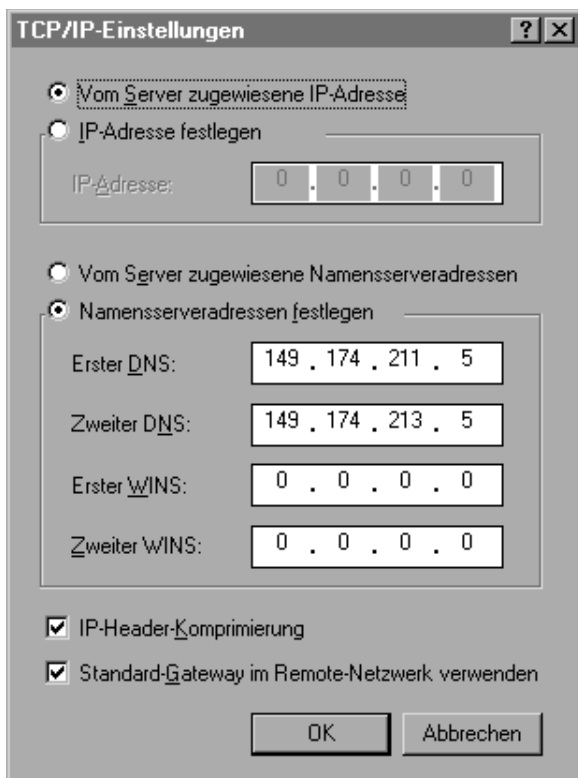 TCP/IP-Einstellungen
Vom Server zugewiesene IP-Adresse
IP-Adresse festlegen
IP-Adresse: 0 . 0 . 0 . 0
Vom Server zugewiesene Namensserveradressen
Namensserveradressen festlegen
Erster DNS: 149 . 174 . 211 . 5
Zweiter DNS: 149 . 174 . 213 . 5
Erster WINS: 0 . 0 . 0 . 0
Zweiter WINS: 0 . 0 . 0 . 0
IP-Header-Komprimierung
Standard-Gateway im Remote-Netzwerk verwenden
OK Abbrechen